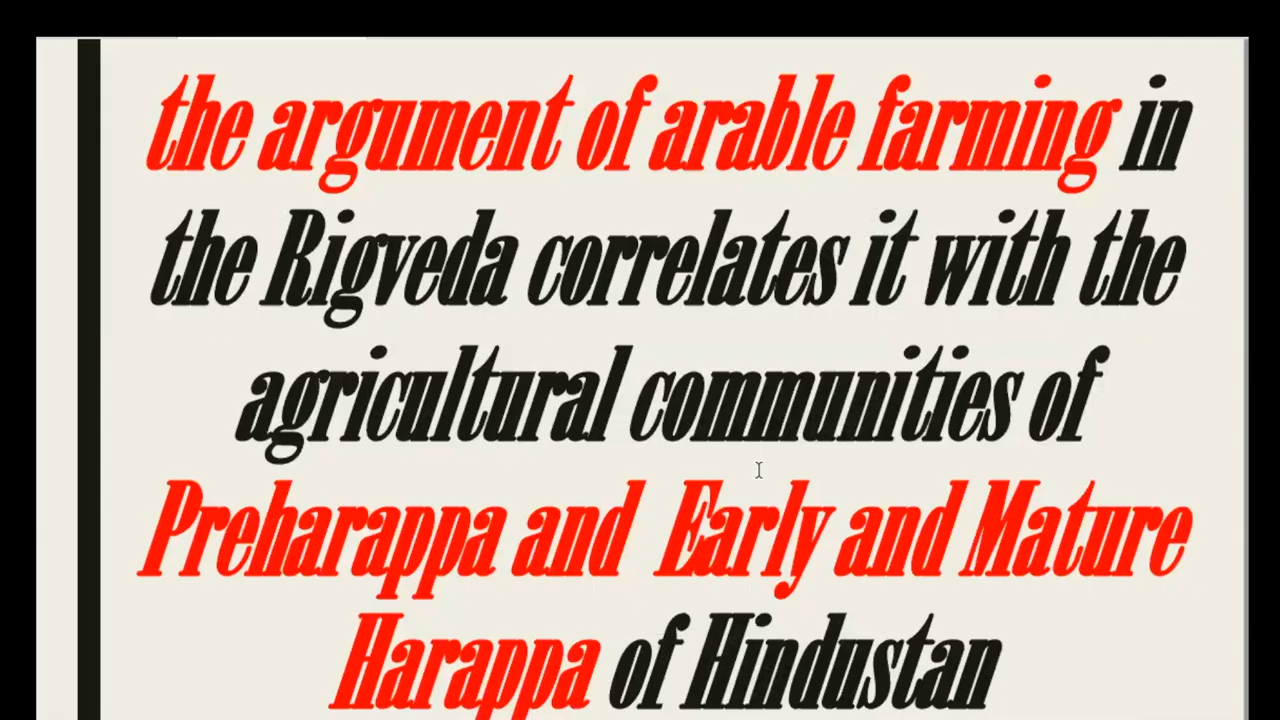 the argument of arable farming in
the Rigveda correlates it with the
agricultural communities of
Preharappa and Early and Mature
Harappa of Hindustan